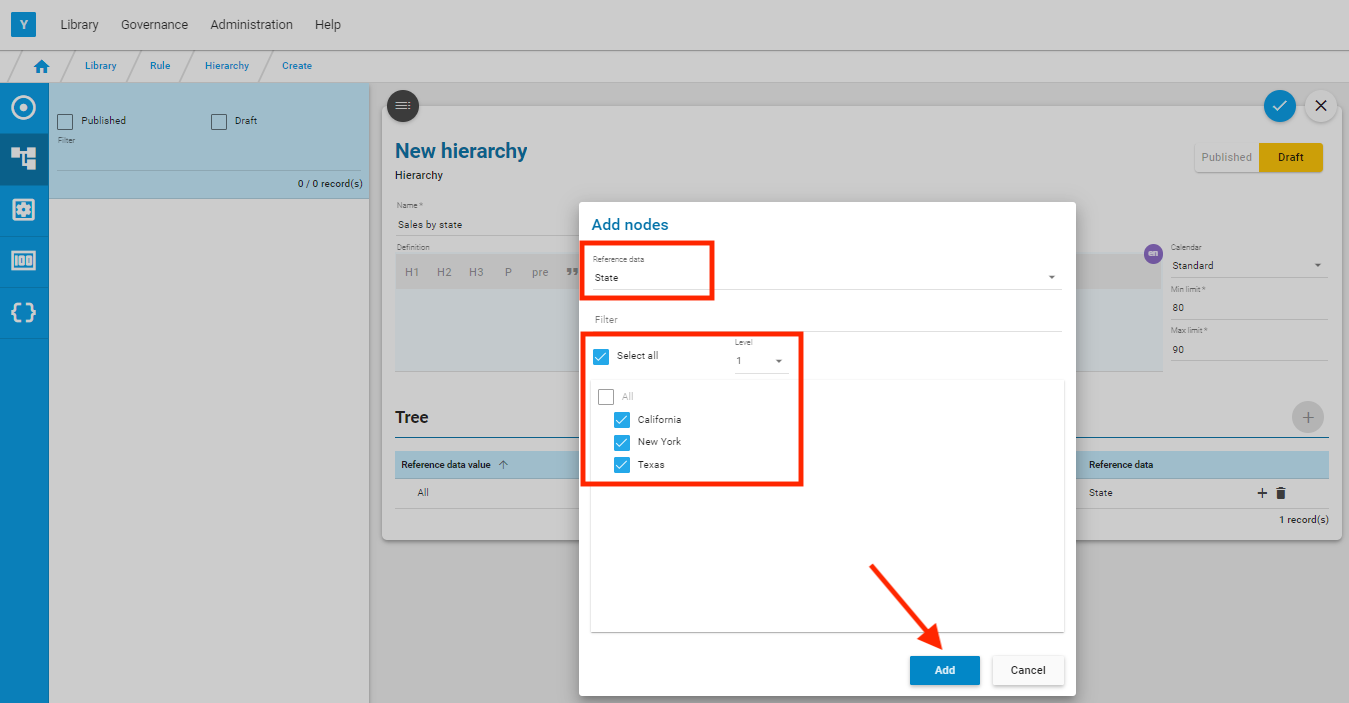 Y Library Governance Administration Help
Library Rule Hierarchy Create
Published Draft
Filter
0 / 0 record(s)
New hierarchy
Hierarchy
Published Draft
Name *
Sales by state
Definition
H1 H2 H3 P pre
en
Calendar
Standard
Min limit *
80
Max limit *
90
Tree
Reference data value Reference data
All State
1 record(s)
Add nodes
Reference data
State
Filter
Select all
Level
1
All
California
New York
Texas
Add Cancel
100